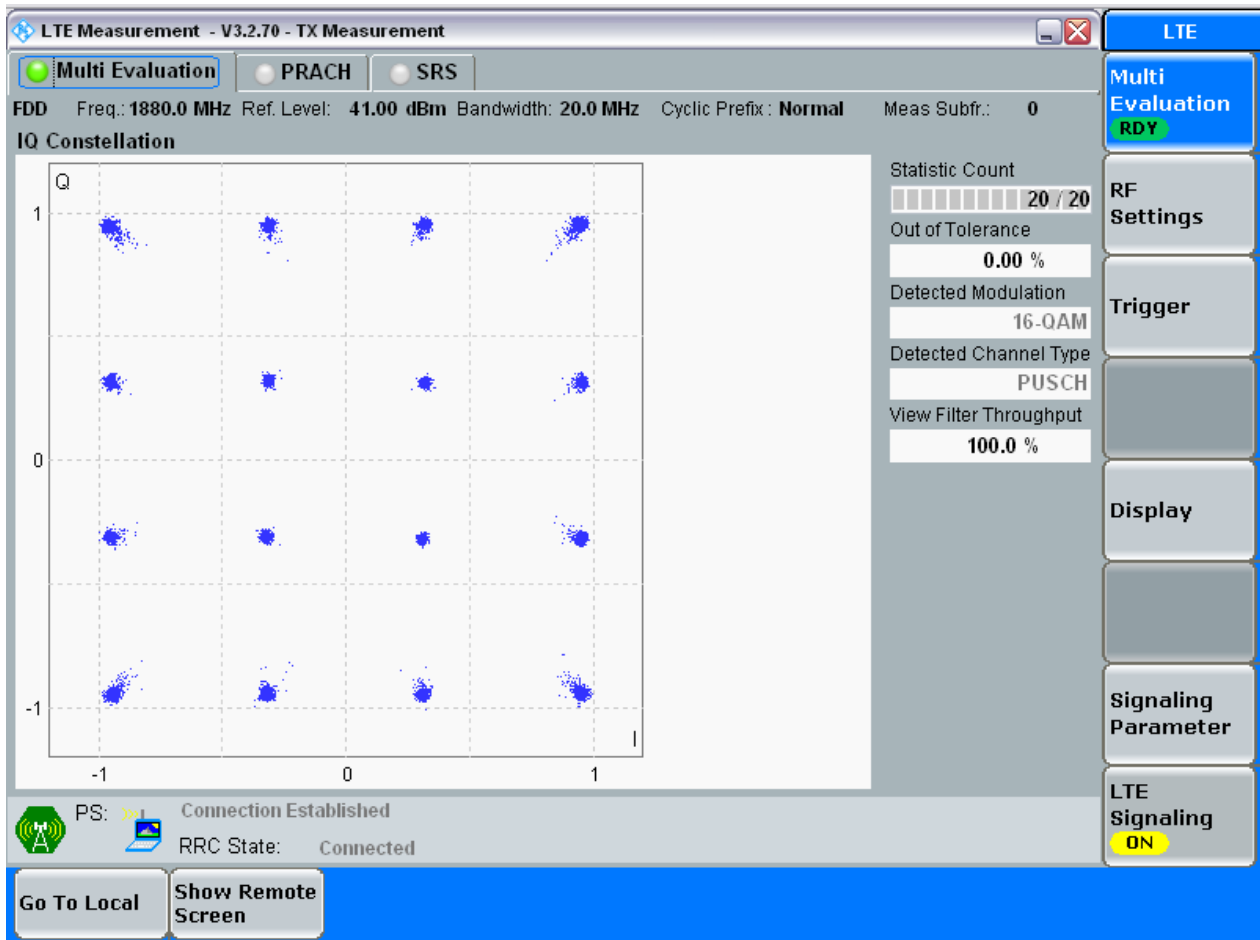 LTE Measurement - V3.2.70 - TX Measurement
LTE
Multi Evaluation PRACH SRS
Multi
Evaluation
RDY
FDD Freq.: 1880.0 MHz Ref. Level: 41.00 dBm Bandwidth: 20.0 MHz Cyclic Prefix : Normal Meas Subfr.: 0
IQ Constellation
Q
1
0
-1
I
-1 0 1
Statistic Count
20 / 20
Out of Tolerance
0.00 %
Detected Modulation
16-QAM
Detected Channel Type
PUSCH
View Filter Throughput
100.0 %
RF
Settings
Trigger
Display
Signaling
Parameter
LTE
Signaling
ON
PS: Connection Established
RRC State: Connected
Go To Local
Show Remote
Screen